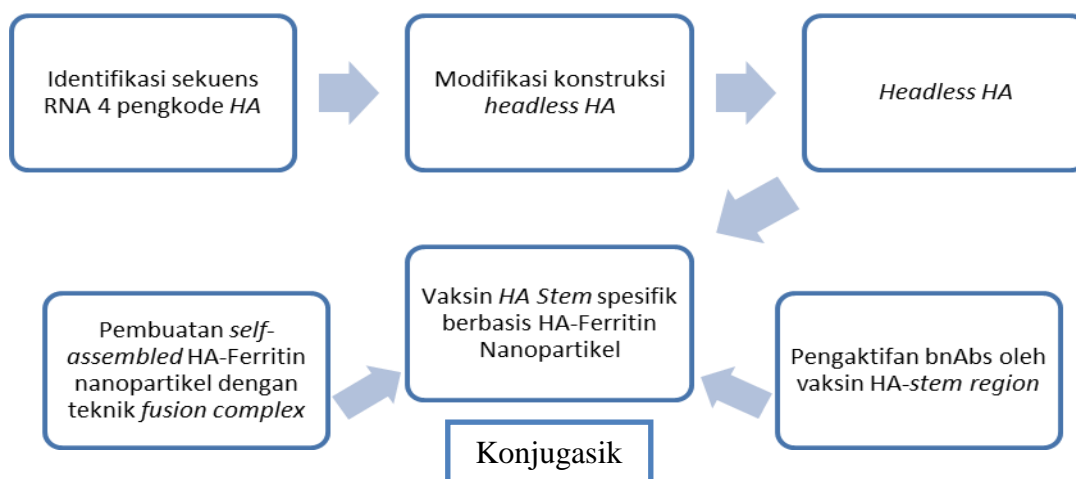 Identifikasi sekuens
RNA 4 pengkode HA
Modifikasi konstruksi
headless HA
Headless HA
Pembuatan self-
assembled HA-Ferritin
nanopartikel dengan
teknik fusion complex
Vaksin HA Stem spesifik
berbasis HA-Ferritin
Nanopartikel
Pengaktifan bnAbs oleh
vaksin HA-stem region
Konjugasik